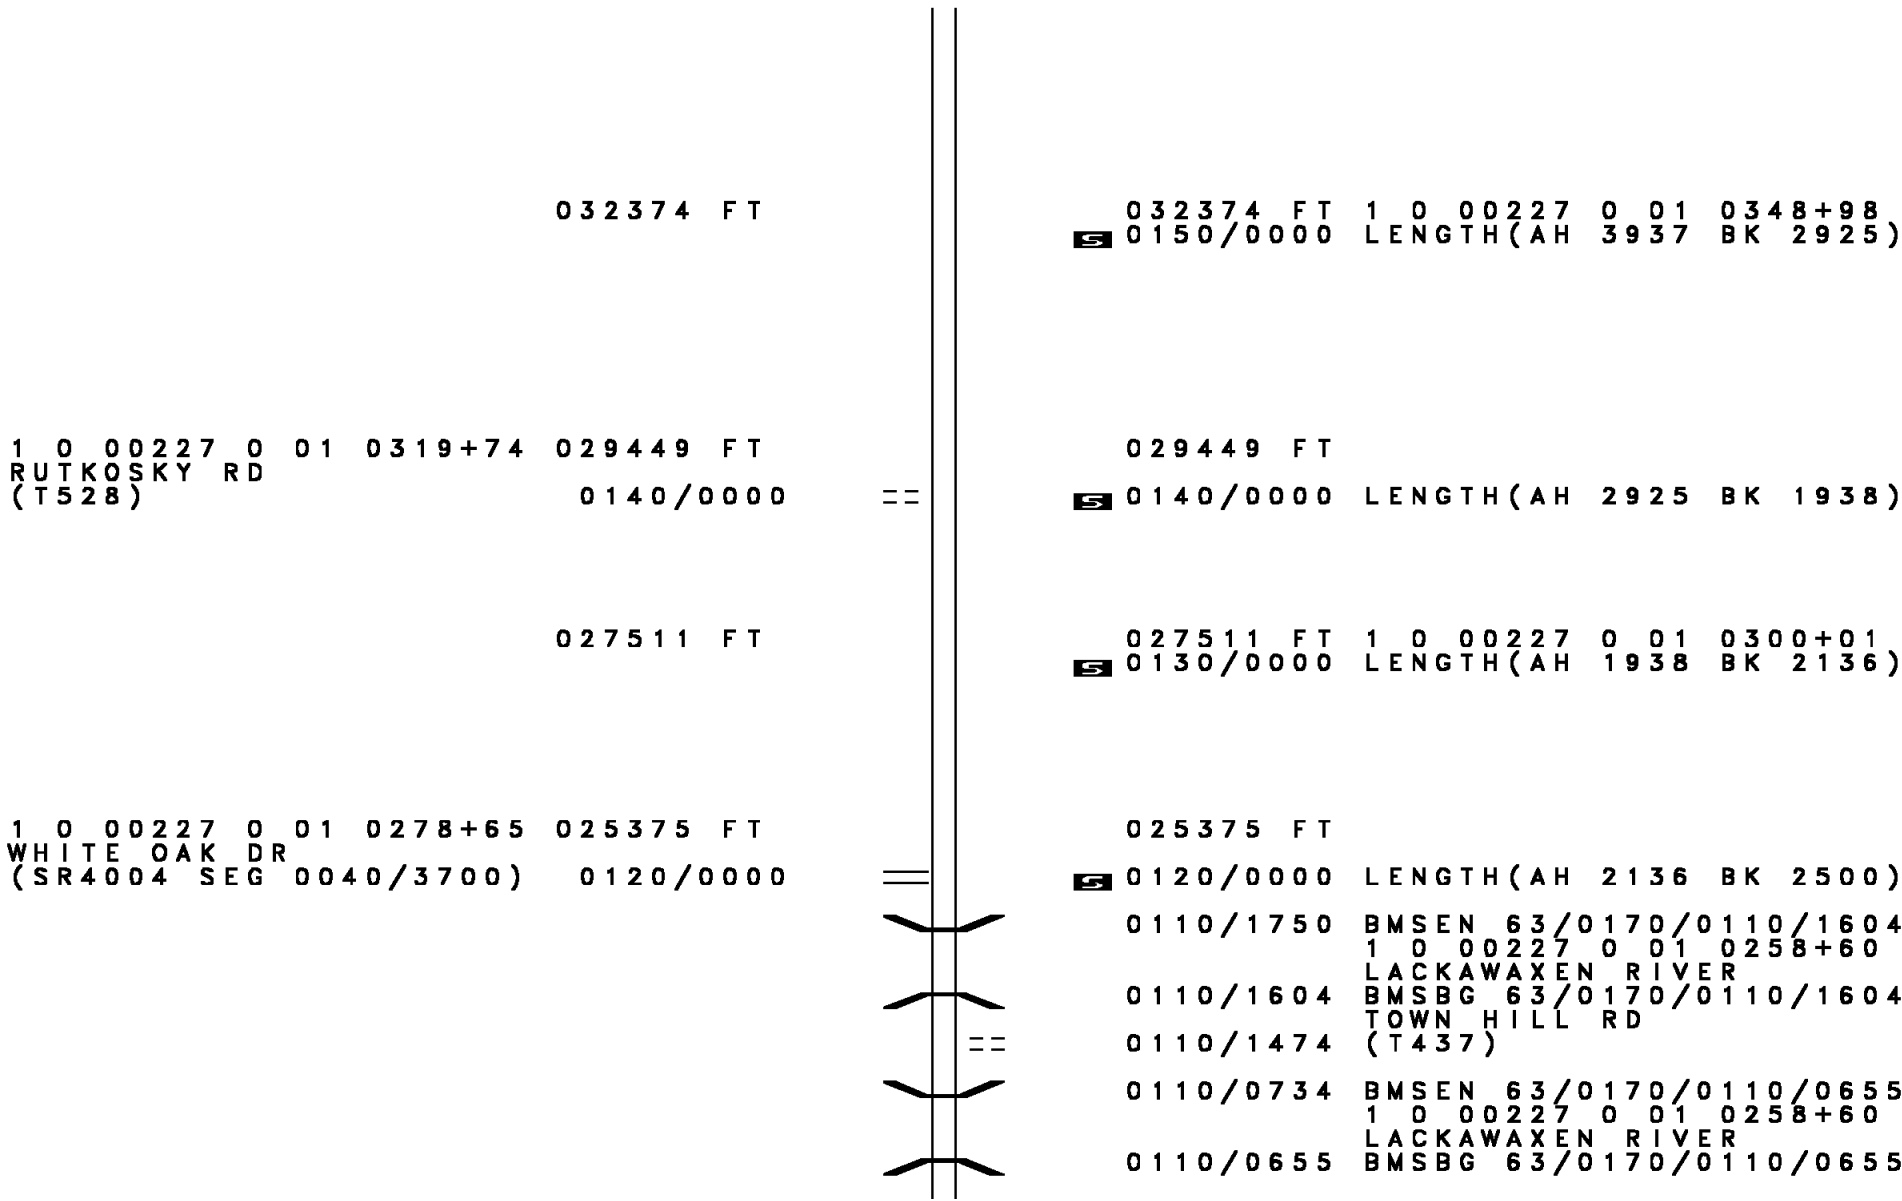 032374 FT 032374 FT 1 0 00227 0 01 0348+98
S 0150/0000 LENGTH(AH 3937 BK 2925)
1 0 00227 0 01 0319+74 029449 FT 029449 FT
RUTKOSKY RD
(T528) 0140/0000 S 0140/0000 LENGTH(AH 2925 BK 1938)
027511 FT 027511 FT 1 0 00227 0 01 0300+01
S 0130/0000 LENGTH(AH 1938 BK 2136)
1 0 00227 0 01 0278+65 025375 FT 025375 FT
WHITE OAK DR
(SR4004 SEG 0040/3700) 0120/0000 S 0120/0000 LENGTH(AH 2136 BK 2500)
0110/1750 BMSEN 63/0170/0110/1604
1 0 00227 0 01 0258+60
LACKAWAXEN RIVER
0110/1604 BMSBG 63/0170/0110/1604
TOWN HILL RD
0110/1474 (T437)
0110/0734 BMSEN 63/0170/0110/0655
1 0 00227 0 01 0258+60
LACKAWAXEN RIVER
0110/0655 BMSBG 63/0170/0110/0655